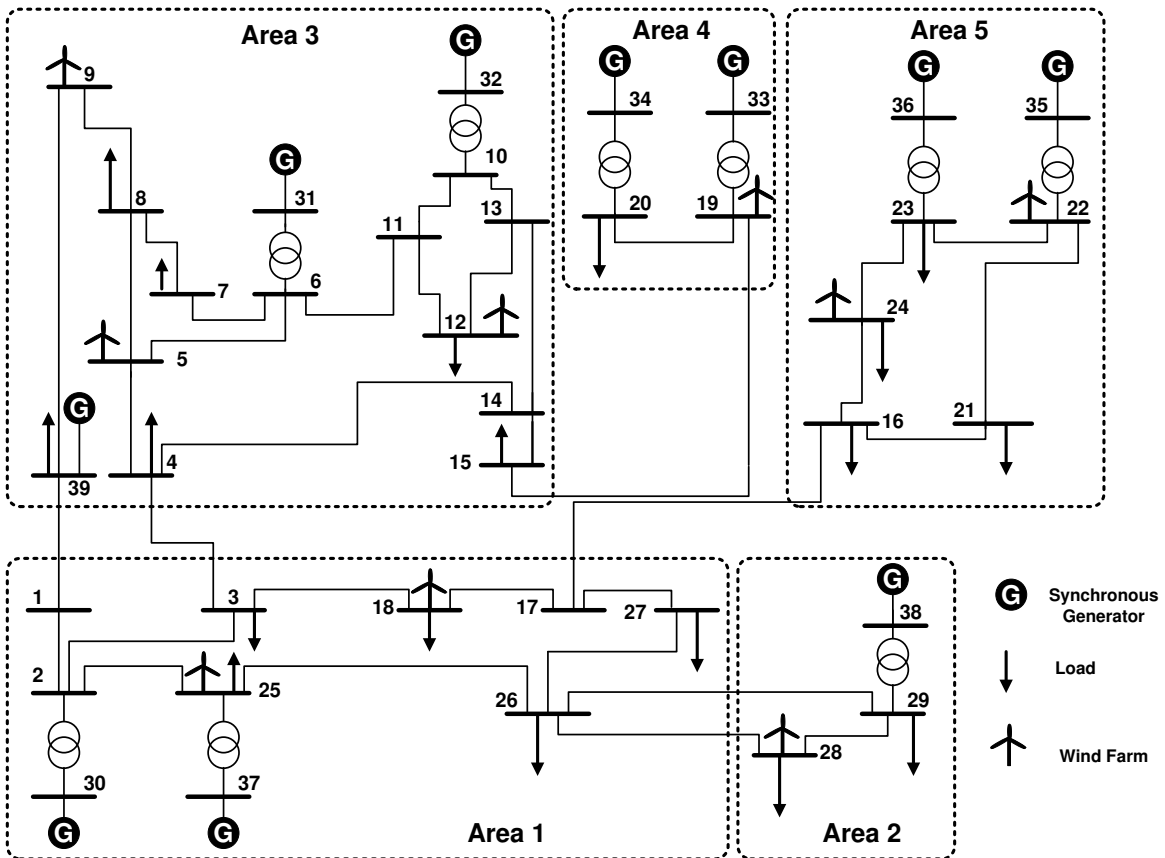 Area 3
Area 4
Area 5
G
G
G
G
G
9
32
34
33
36
35
10
G
8
31
13
20
19
23
22
11
7
6
12
24
5
14
16
21
G
4
15
39
G
1
3
18
17
27
38
G
Synchronous
Generator
2
25
26
29
Load
28
Wind Farm
30
37
G
G
Area 1
Area 2